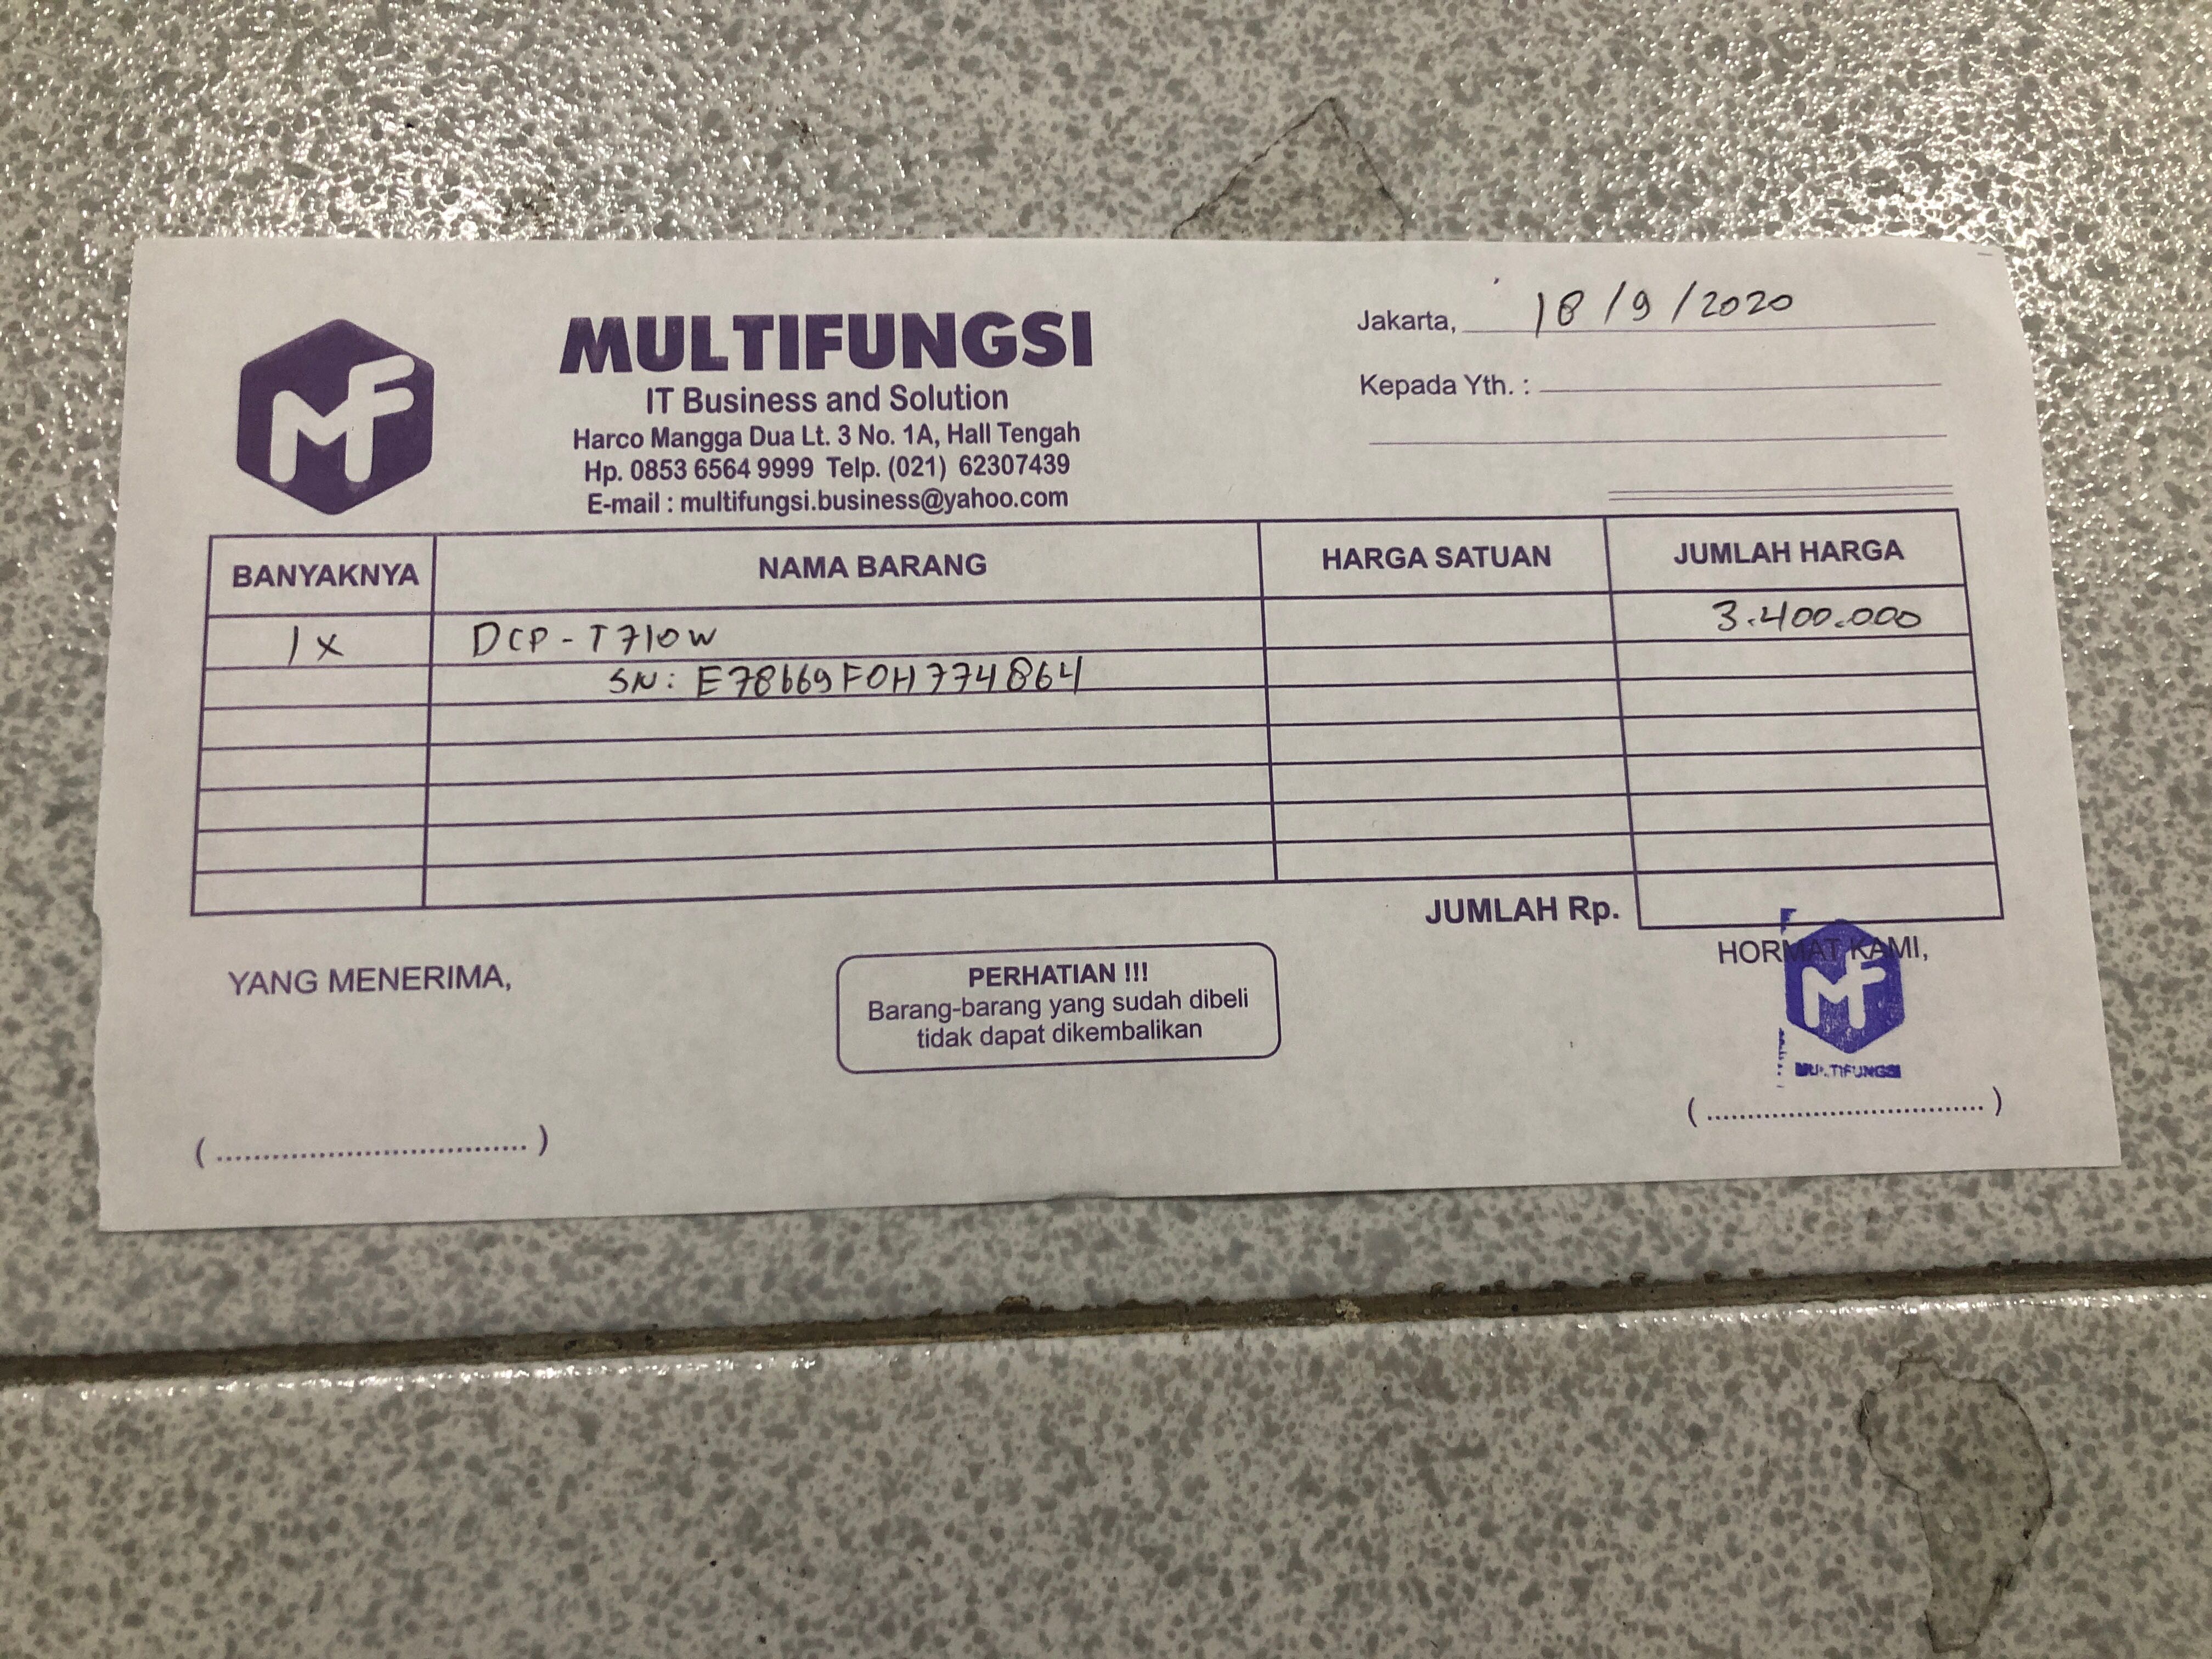 MF
MULTIFUNGSI
IT Business and Solution
Harco Mangga Dua Lt. 3 No. 1A, Hall Tengah
Hp. 0853 6564 9999 Telp. (021) 62307439
E-mail : multifungsi.business@yahoo.com
Jakarta, 18/9/2020
Kepada Yth. :
BANYAKNYA NAMA BARANG HARGA SATUAN JUMLAH HARGA
1x DCP-T710W 3.400.000
SN: E78669F0H774864
JUMLAH Rp.
YANG MENERIMA,
PERHATIAN !!!
Barang-barang yang sudah dibeli
tidak dapat dikembalikan
HORMAT KAMI,
MF
MULTIFUNGSI
(..................................) (..................................)